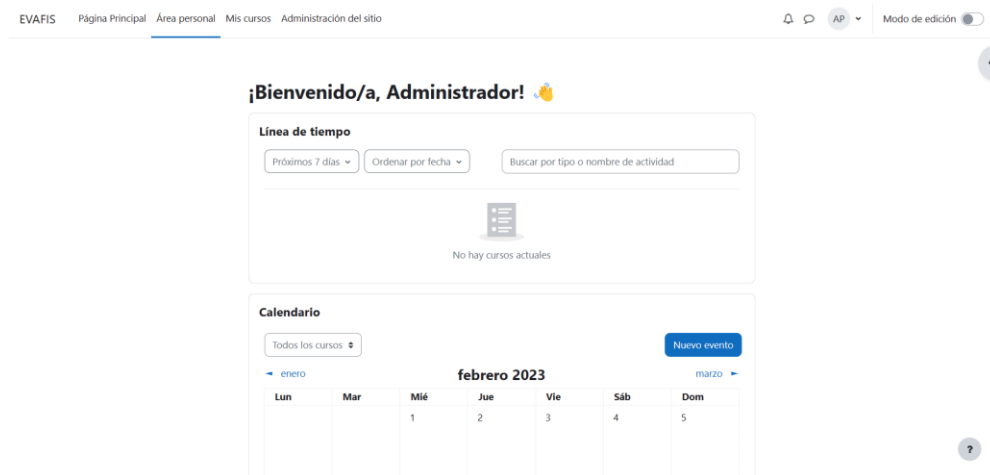 EVAFIS Página Principal Área personal Mis cursos Administración del sitio AP Modo de edición
¡Bienvenido/a, Administrador! 👋
Línea de tiempo
Próximos 7 días Ordenar por fecha Buscar por tipo o nombre de actividad
No hay cursos actuales
Calendario
Todos los cursos Nuevo evento
◄ enero febrero 2023 marzo ►
Lun Mar Mié Jue Vie Sáb Dom
1 2 3 4 5
?